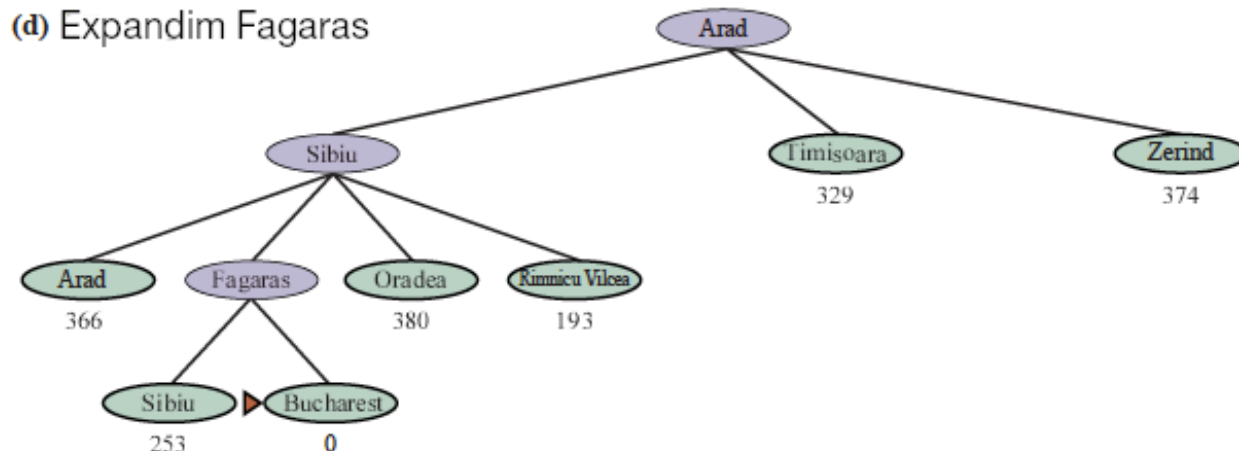 (d) Expandim Fagaras
Arad
Sibiu
Timisoara
Zerind
329
374
Arad
Fagaras
Oradea
Rimnicu Vilcea
366
380
193
Sibiu
Bucharest
253
0